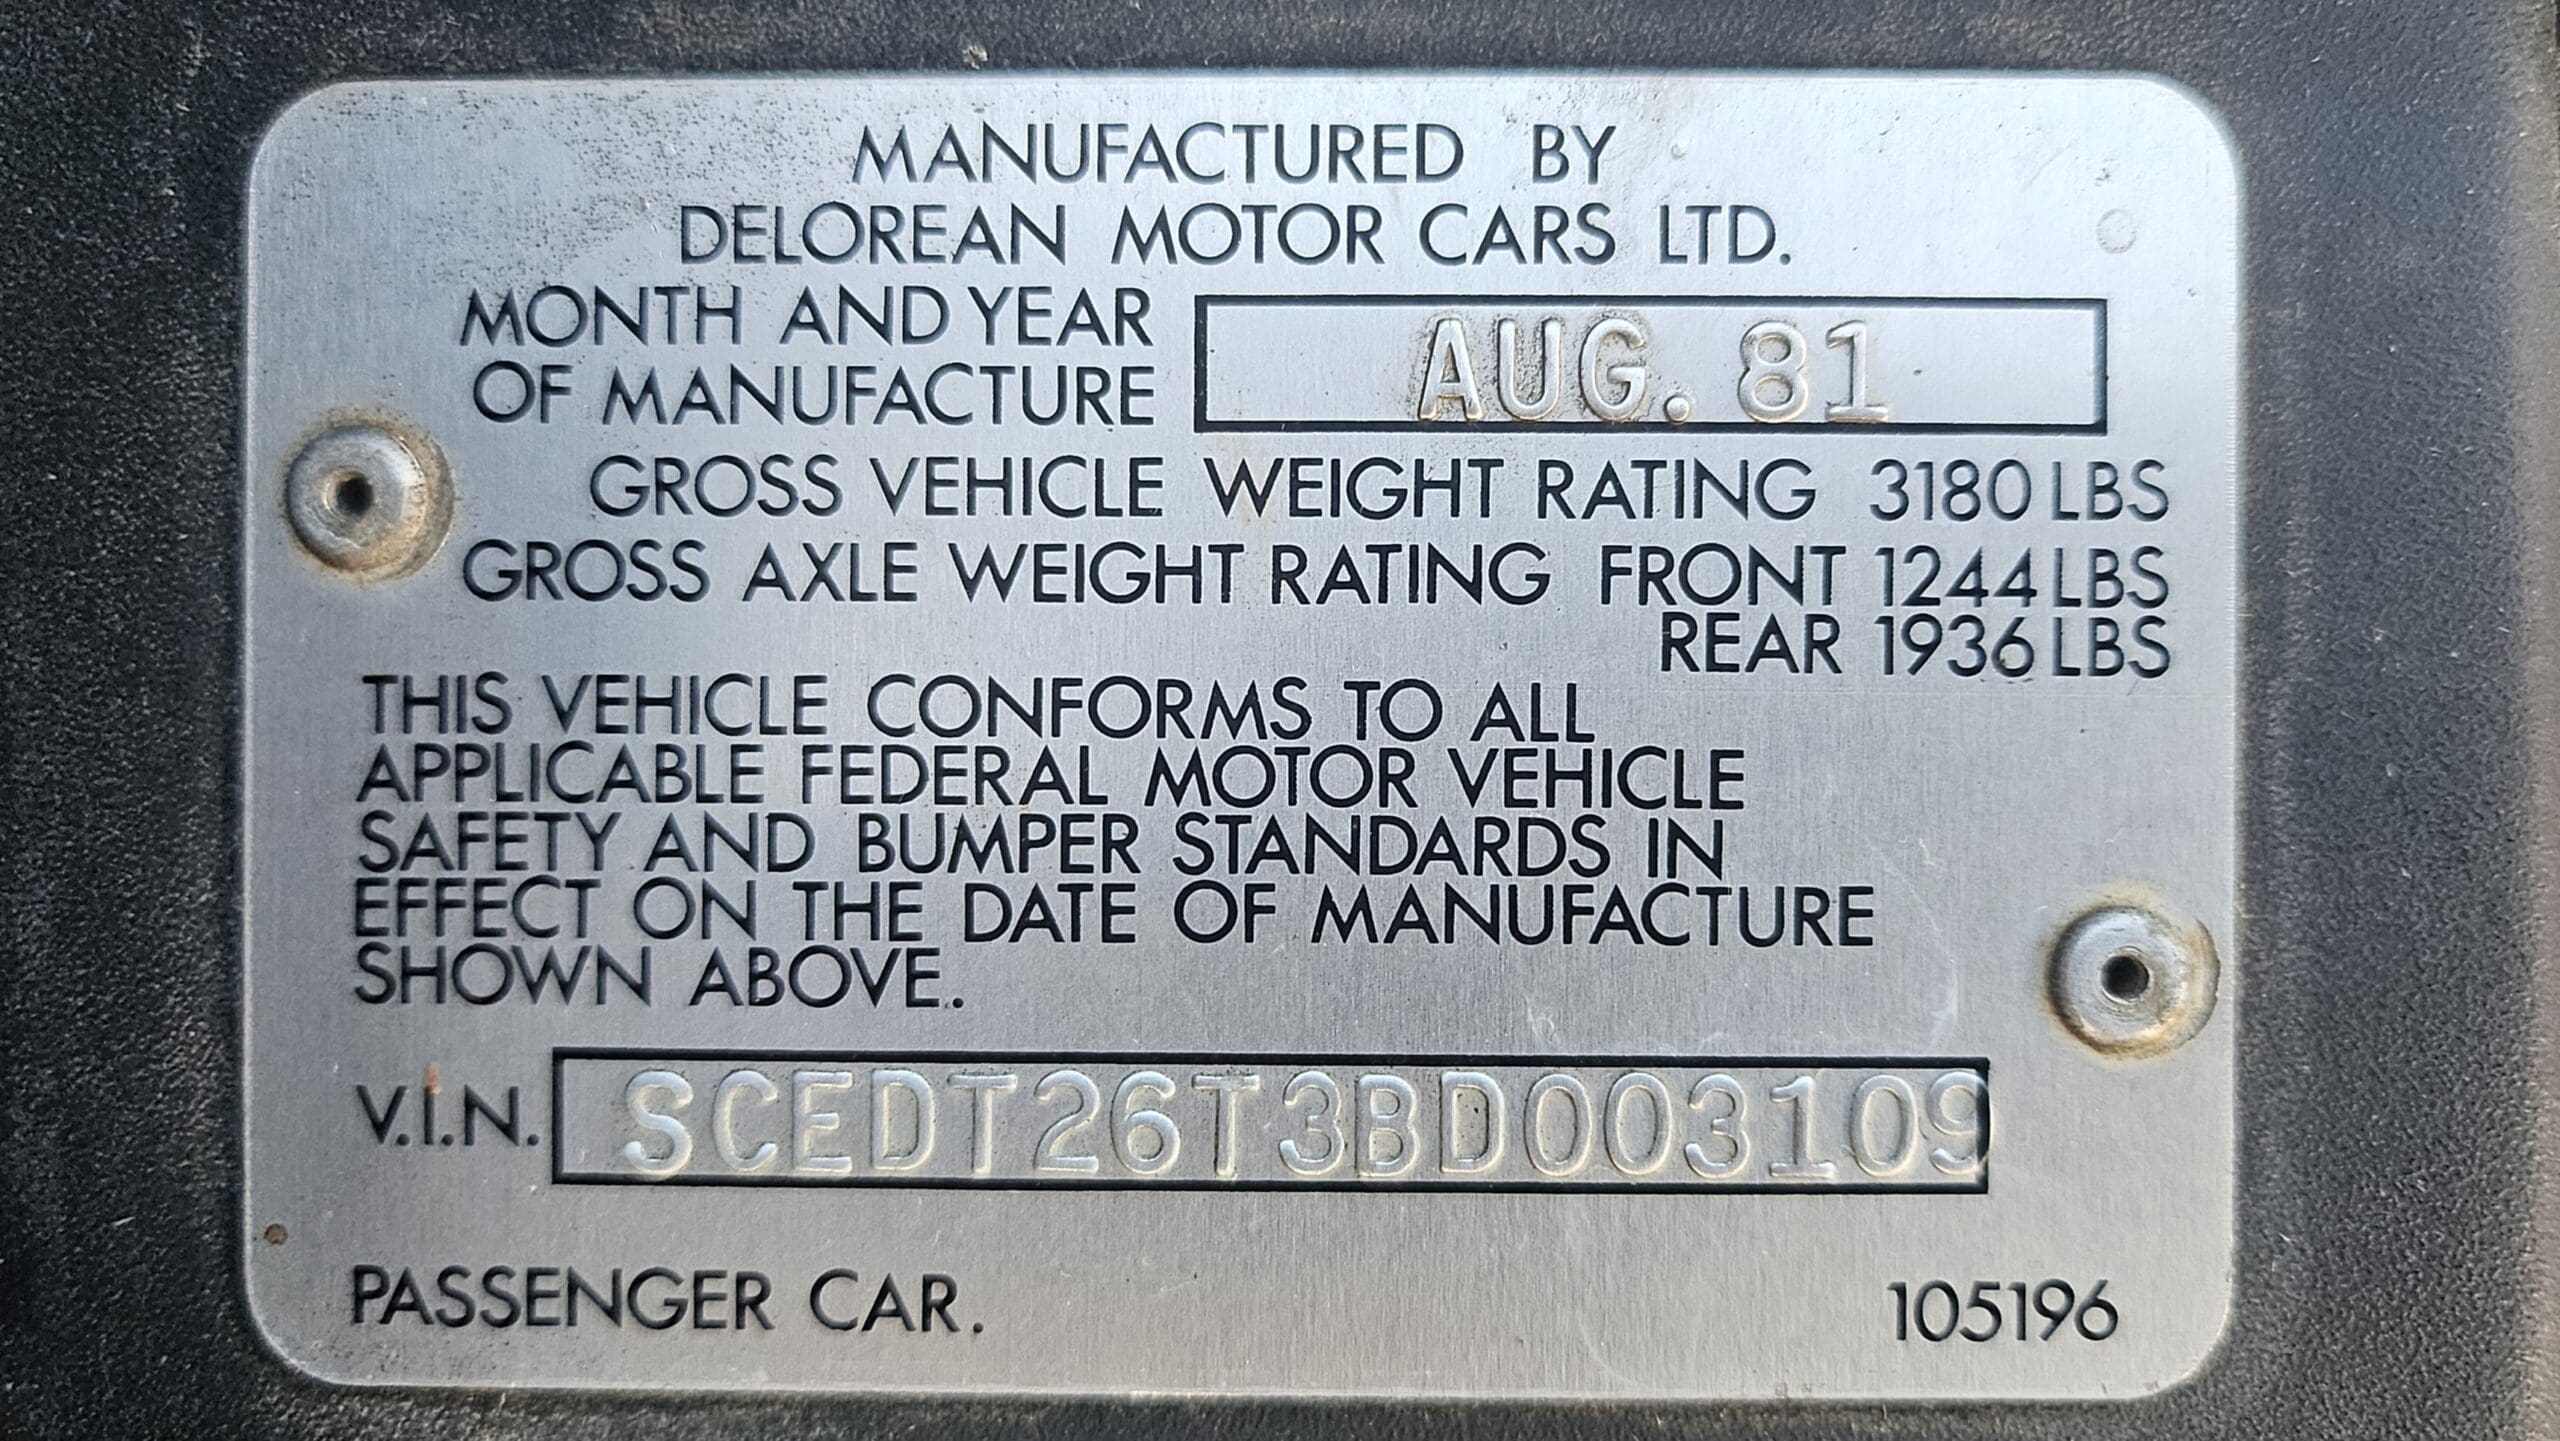 MANUFACTURED BY
DELOREAN MOTOR CARS LTD.
MONTH AND YEAR
OF MANUFACTURE
AUG. 81
GROSS VEHICLE WEIGHT RATING 3180 LBS
GROSS AXLE WEIGHT RATING FRONT 1244 LBS
REAR 1936 LBS
THIS VEHICLE CONFORMS TO ALL
APPLICABLE FEDERAL MOTOR VEHICLE
SAFETY AND BUMPER STANDARDS IN
EFFECT ON THE DATE OF MANUFACTURE
SHOWN ABOVE.
V.I.N. SCEDT26T3BD003109
PASSENGER CAR. 105196